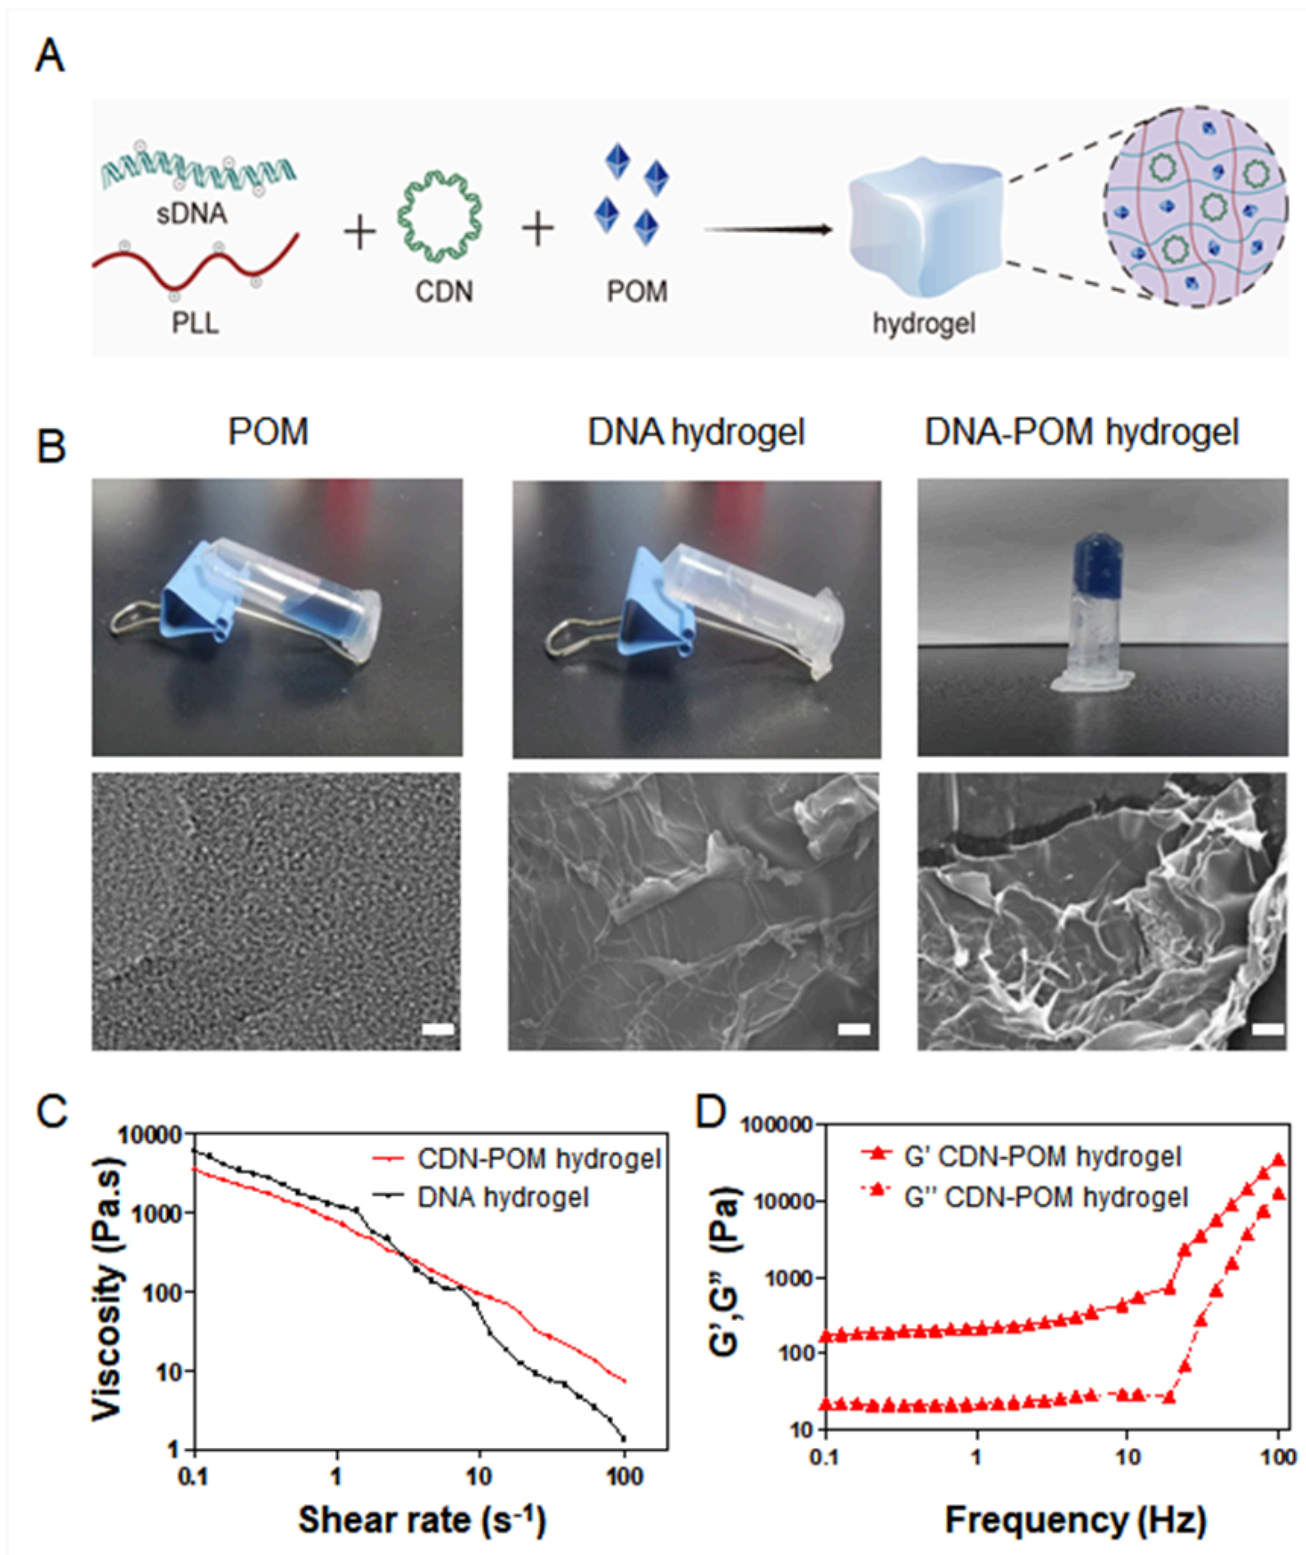 A
sDNA
PLL
+
CDN
+
POM
hydrogel
B
POM
DNA hydrogel
DNA-POM hydrogel
C
Viscosity (Pa.s)
10000
1000
100
10
1
CDN-POM hydrogel
DNA hydrogel
0.1 1 10 100
Shear rate (s⁻¹)
D
G',G" (Pa)
100000
10000
1000
100
10
G' CDN-POM hydrogel
G" CDN-POM hydrogel
0.1 1 10 100
Frequency (Hz)